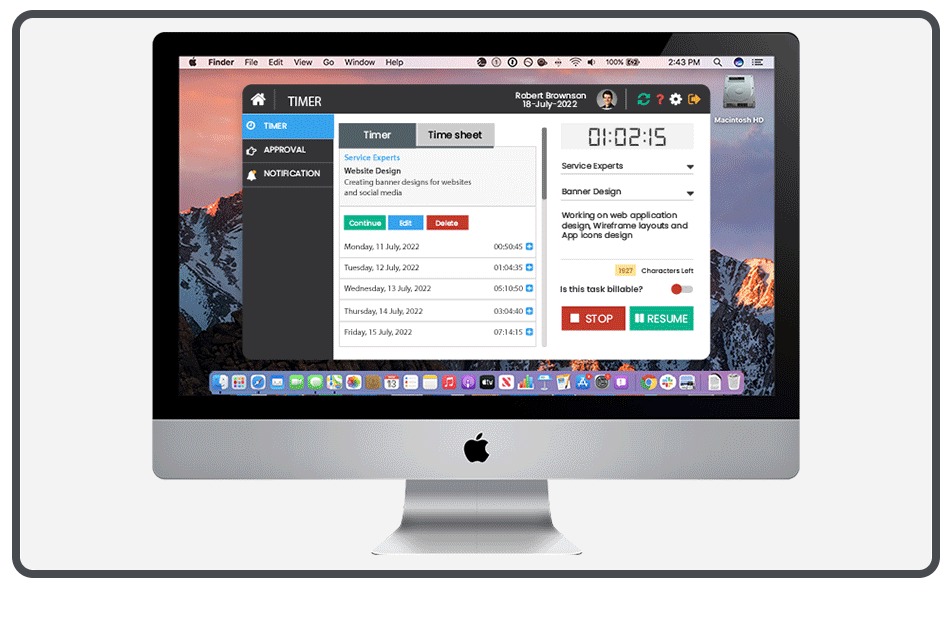 Finder File Edit View Go Window Help 100% 2:43 PM
Macintosh HD
TIMER
Robert Brownson
18-July-2022
?
TIMER
APPROVAL
NOTIFICATION
Timer Time sheet
Service Experts
Website Design
Creating banner designs for websites
and social media
Continue Edit Delete
Monday, 11 July, 2022 00:50:45
Tuesday, 12 July, 2022 01:04:35
Wednesday, 13 July, 2022 05:10:50
Thursday, 14 July, 2022 03:04:40
Friday, 15 July, 2022 07:14:15
01:02:15
Service Experts
Banner Design
Working on web application
design, Wireframe layouts and
App icons design
1927 Characters Left
Is this task billable?
STOP RESUME
13
tv